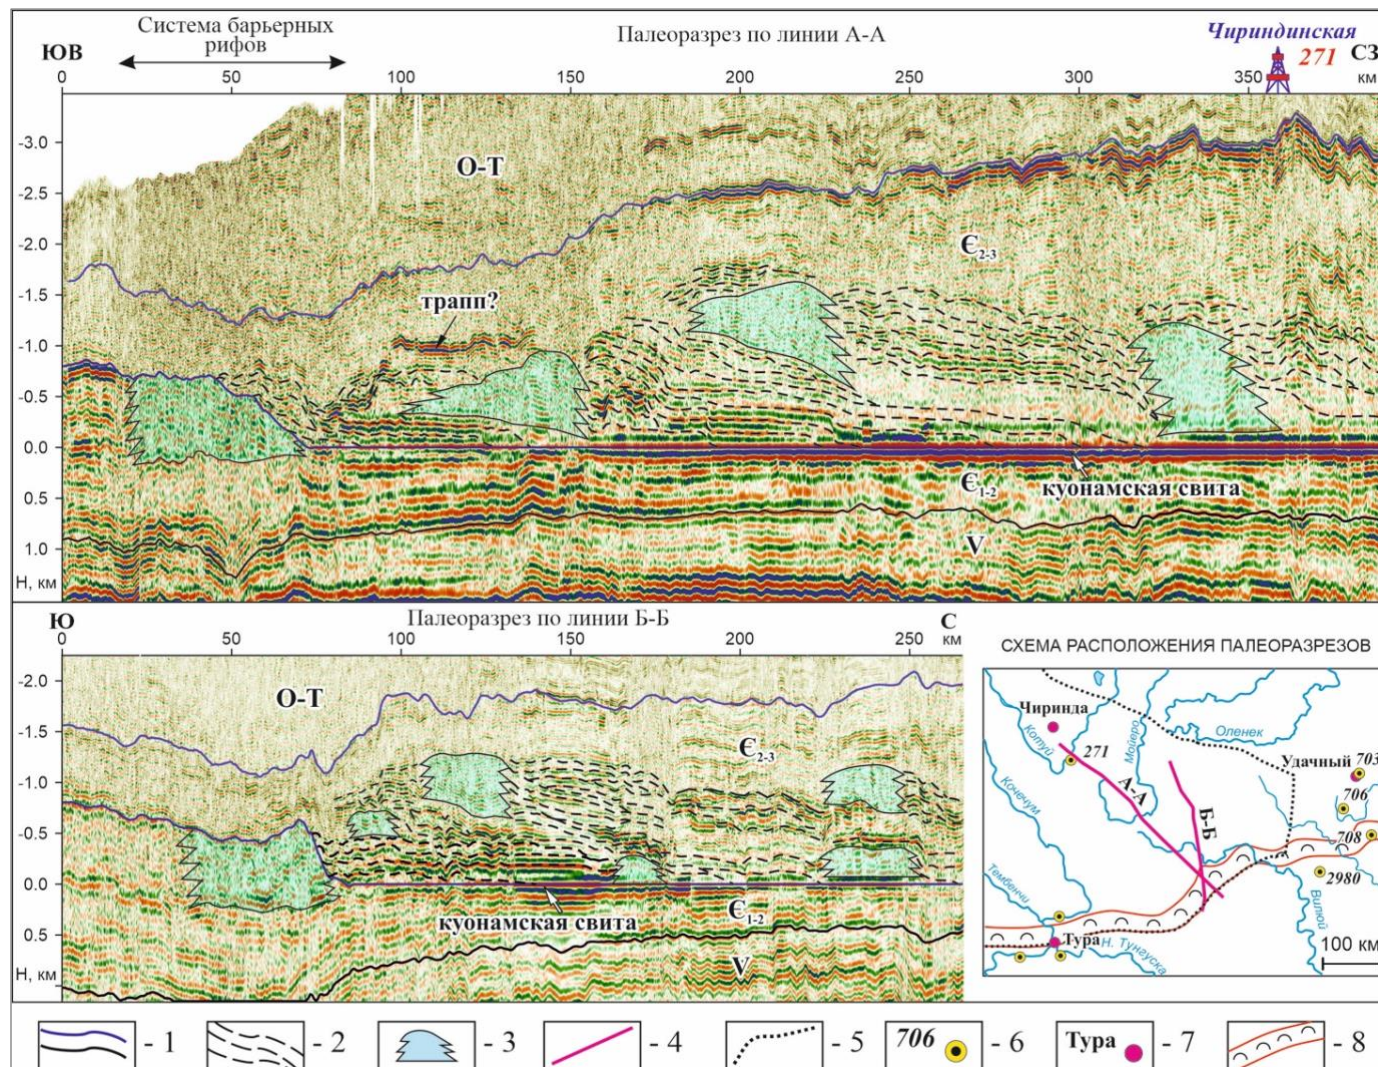 Система барьерных
рифов
Палеоразрез по линии А-А
Чириндинская
271
ЮВ
СЗ
0 50 100 150 200 250 300 350 км
-3.0
-2.5
-2.0
-1.5
-1.0
-0.5
0.0
0.5
1.0
Н, км
О-Т
Є2-3
трапп?
Є1-2
куонамская свита
V
Ю
Палеоразрез по линии Б-Б
С
0 50 100 150 200 250 км
-2.0
-1.5
-1.0
-0.5
0.0
0.5
Н, км
О-Т
Є2-3
куонамская свита
Є1-2
V
СХЕМА РАСПОЛОЖЕНИЯ ПАЛЕОРАЗРЕЗОВ
Чиринда
Котуй
271
Мойеро
Оленек
Удачный 703
706
708
2980
А-А
Б-Б
Конечум
Тембенчи
Тура
Н. Тунгуска
Вилюй
100 км
- 1
- 2
- 3
- 4
- 5
706 - 6
Тура - 7
- 8